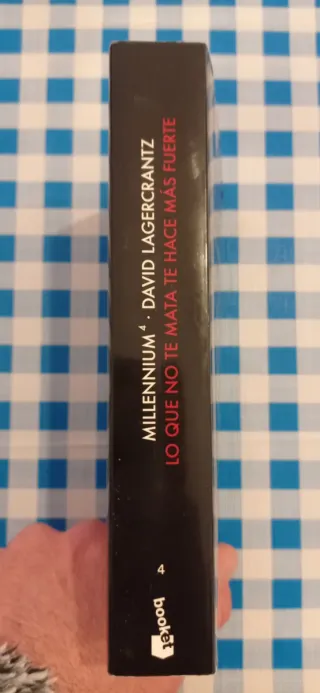 MILLENNIUM 4 · DAVID LAGERCRANTZ
LO QUE NO TE MATA TE HACE MÁS FUERTE
4
booket